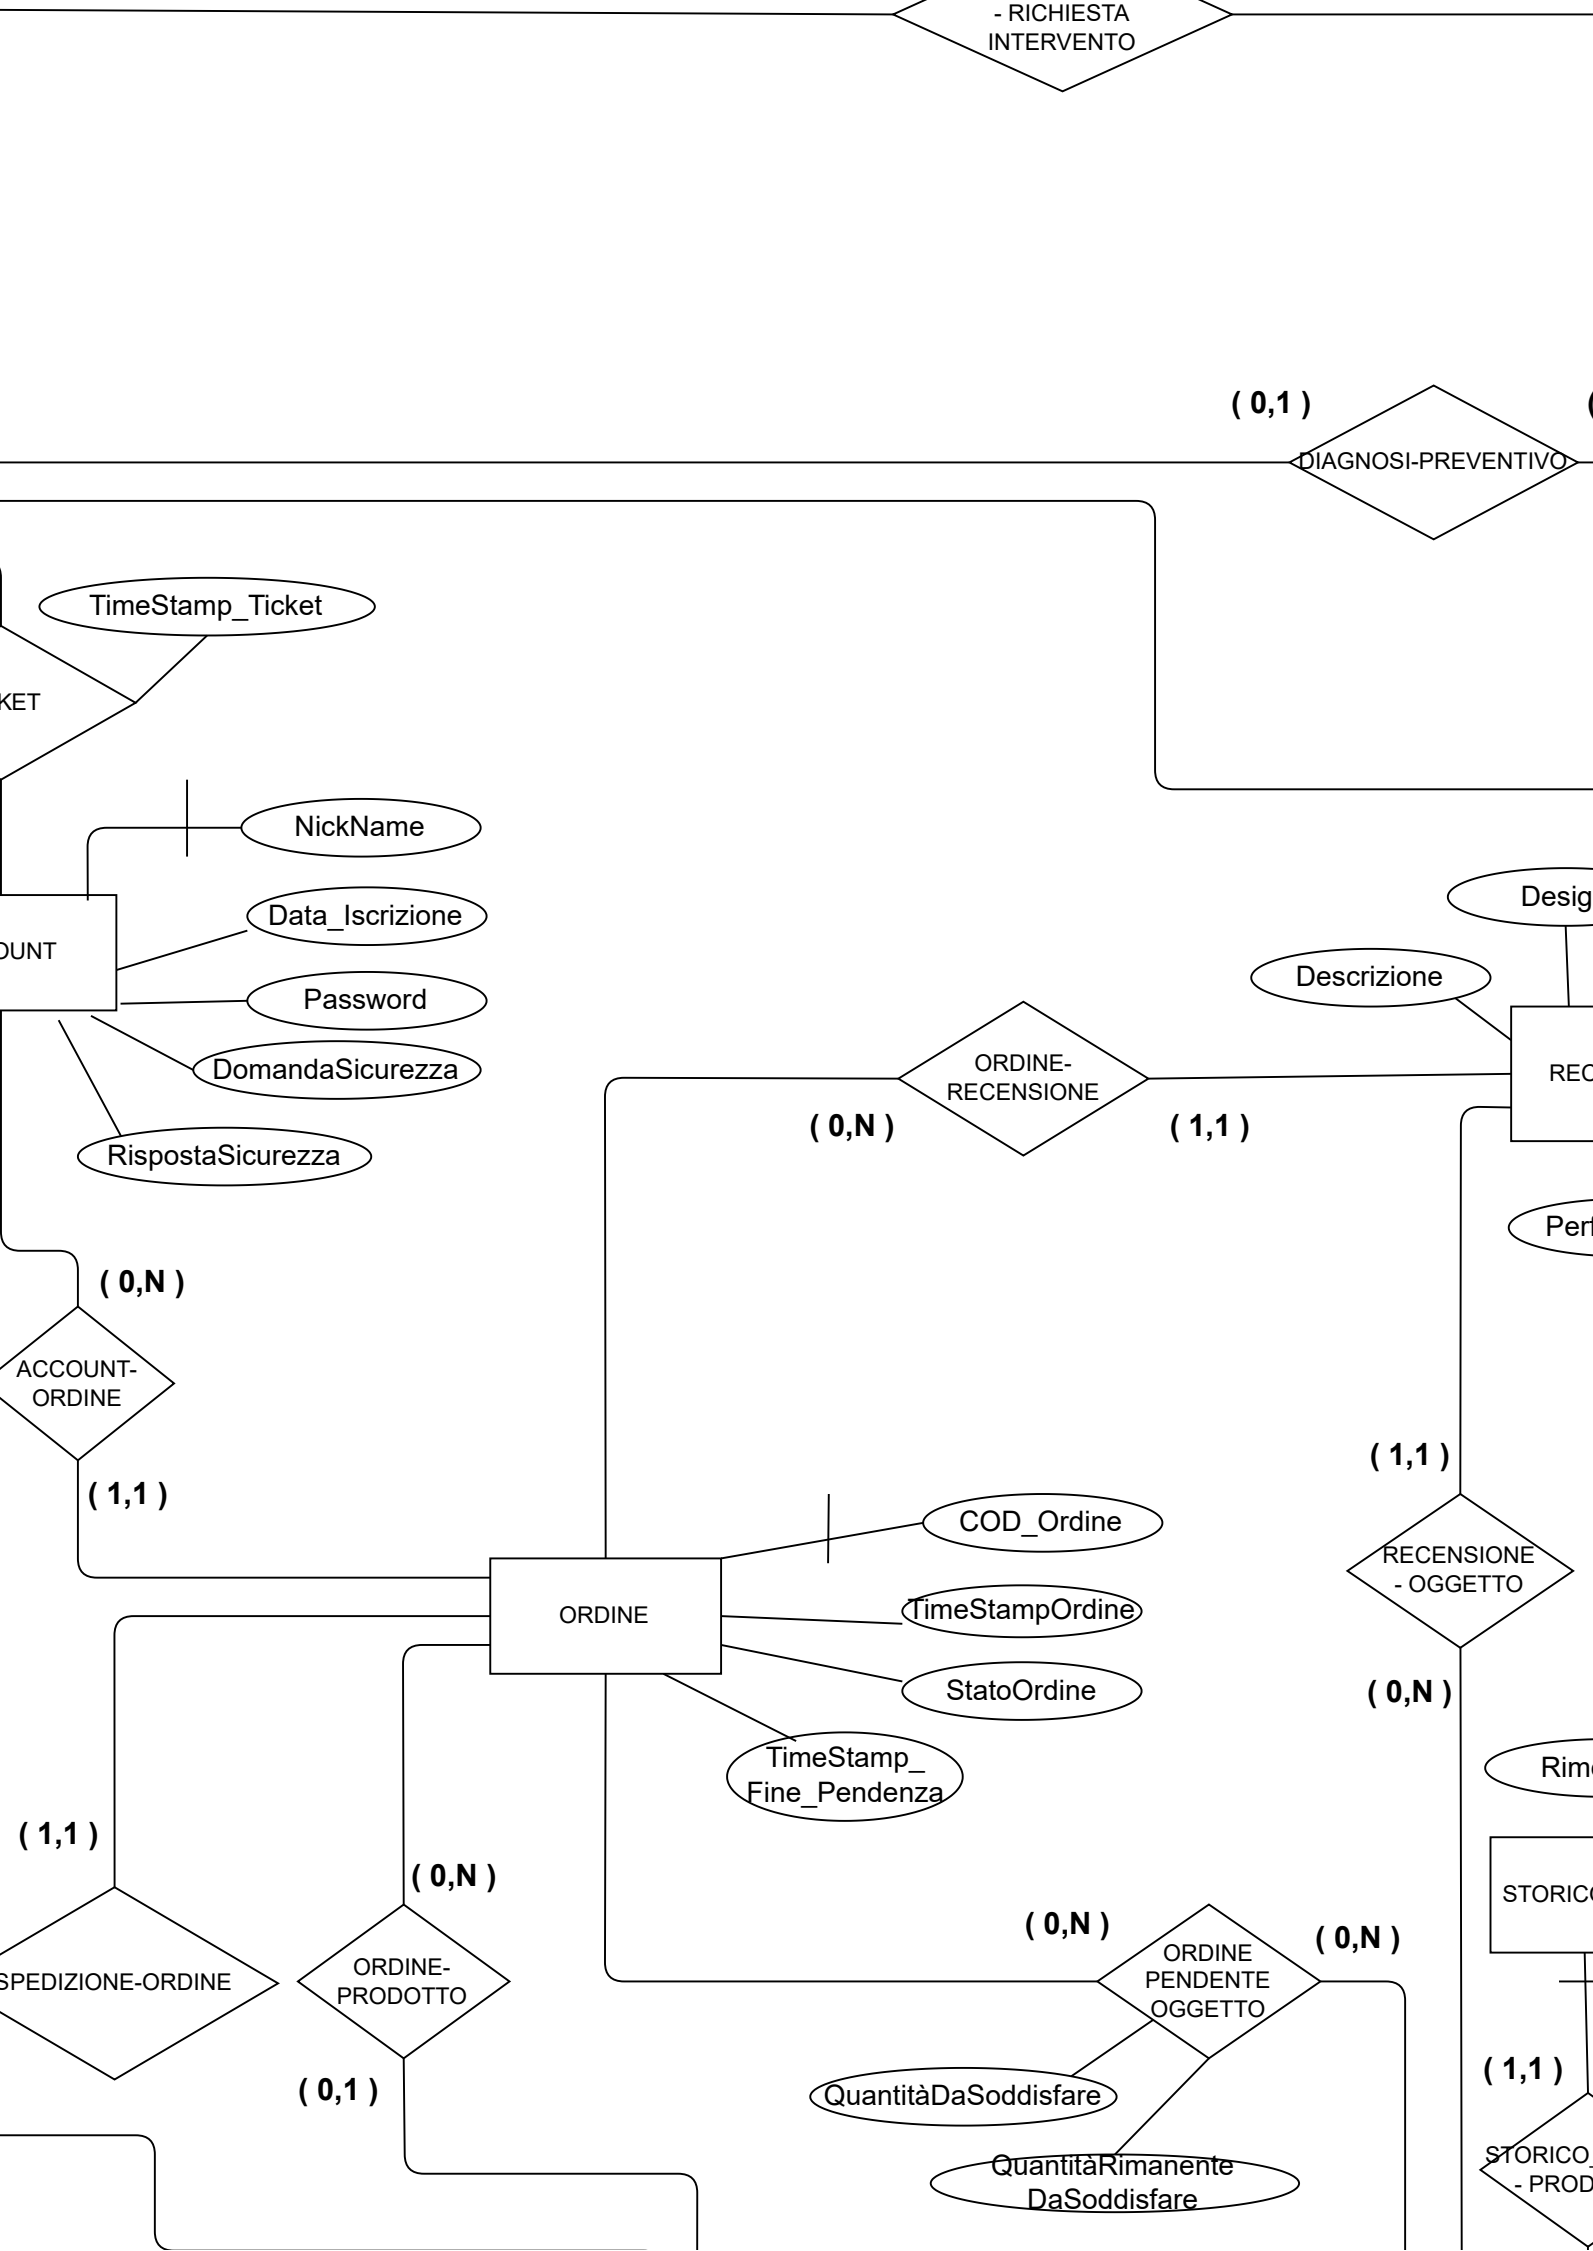 - RICHIESTA
INTERVENTO
( 0,1 )
DIAGNOSI-PREVENTIVO
TimeStamp_Ticket
KET
NickName
Data_Iscrizione
OUNT
Password
DomandaSicurezza
RispostaSicurezza
Desig
Descrizione
ORDINE-
RECENSIONE
REC
( 0,N )
( 1,1 )
Perf
( 0,N )
ACCOUNT-
ORDINE
( 1,1 )
( 1,1 )
COD_Ordine
RECENSIONE
- OGGETTO
ORDINE
TimeStampOrdine
StatoOrdine
( 0,N )
TimeStamp_
Fine_Pendenza
Rim
( 1,1 )
( 0,N )
STORICO
( 0,N )
( 0,N )
SPEDIZIONE-ORDINE
ORDINE-
PRODOTTO
ORDINE
PENDENTE
OGGETTO
( 1,1 )
( 0,1 )
QuantitàDaSoddisfare
QuantitàRimanente
DaSoddisfare
STORICO_
- PROD